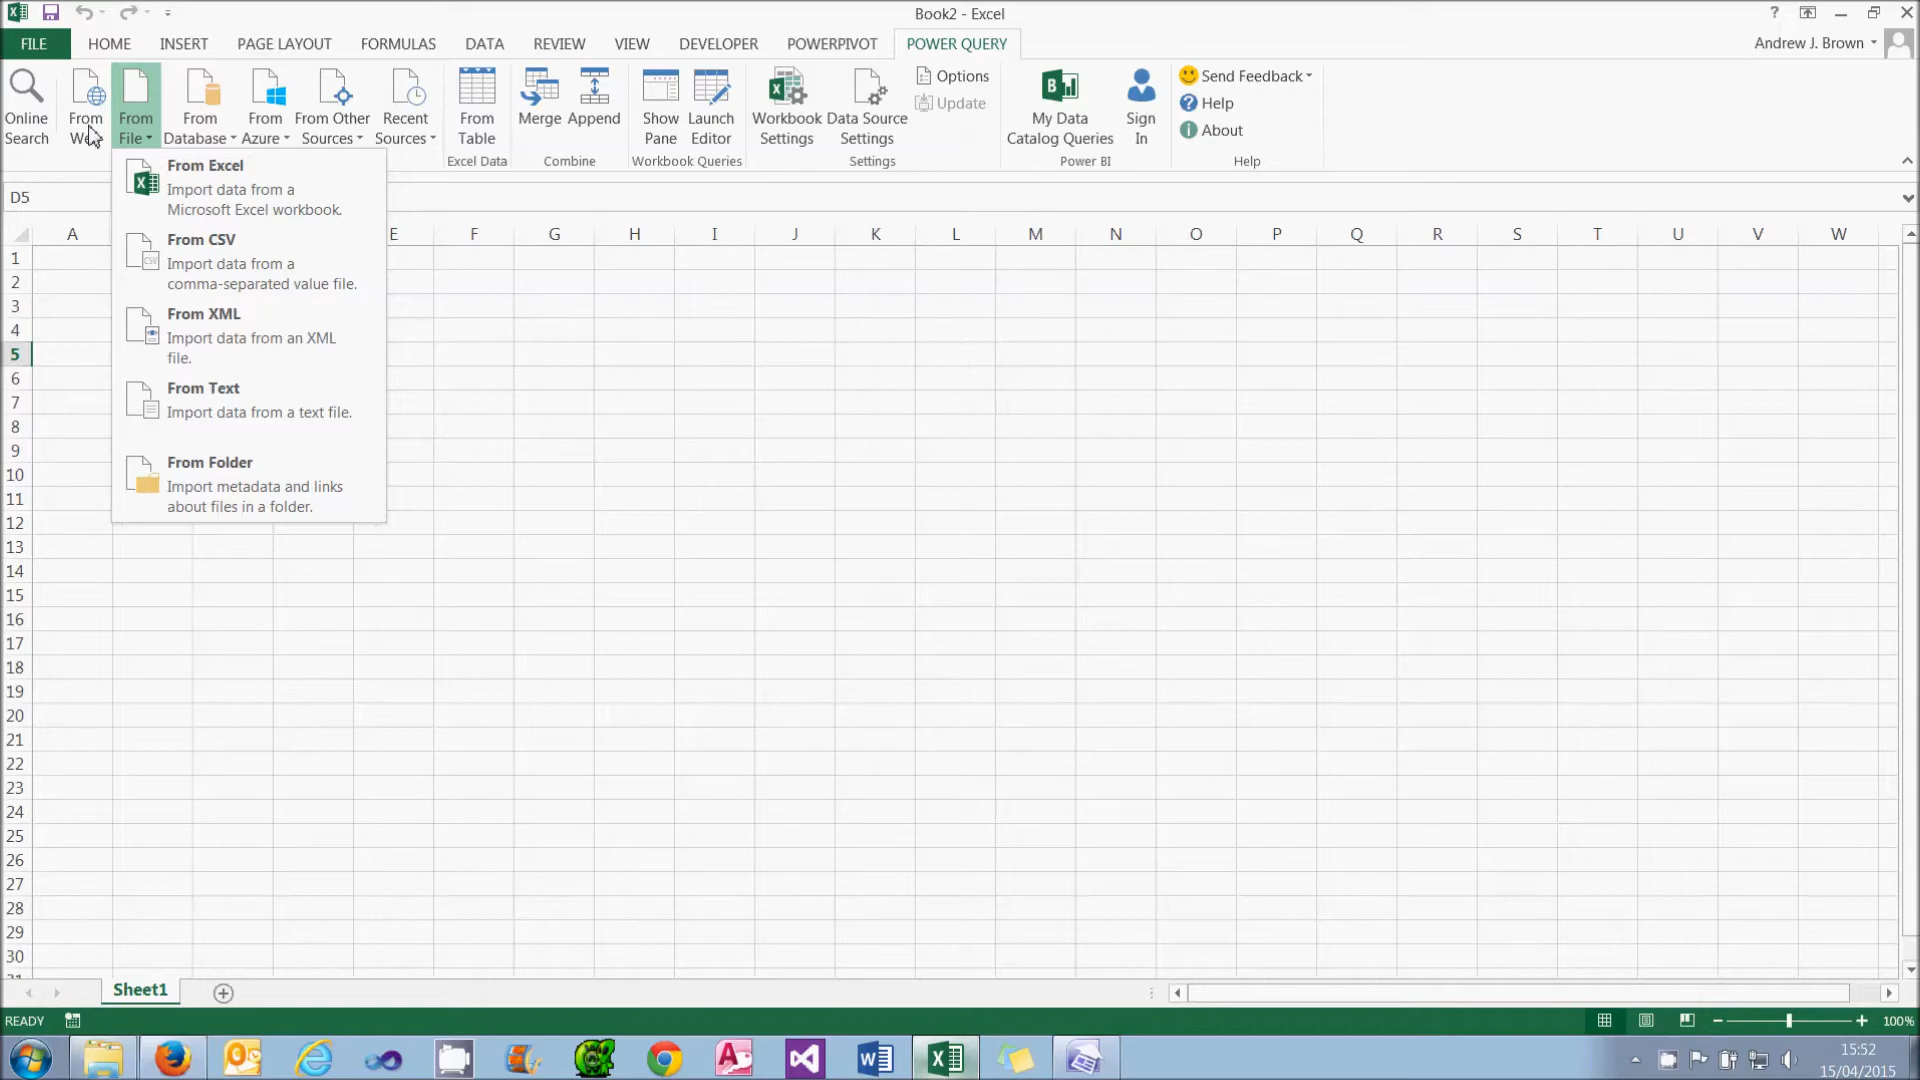 Book2 - Excel
?
FILE HOME INSERT PAGE LAYOUT FORMULAS DATA REVIEW VIEW DEVELOPER POWERPIVOT POWER QUERY Andrew J. Brown
Online Search
From
From File
From Database
From Azure
From Other Sources
Recent Sources
From Table
Merge
Append
Show Pane
Launch Editor
Workbook Settings
Data Source Settings
Options
Update
My Data Catalog Queries
Sign In
Send Feedback
Help
About
Excel Data Combine Workbook Queries Settings Power BI Help
From Excel
Import data from a
Microsoft Excel workbook.
From CSV
Import data from a
comma-separated value file.
From XML
Import data from an XML
file.
From Text
Import data from a text file.
From Folder
Import metadata and links
about files in a folder.
D5
A E F G H I J K L M N O P Q R S T U V W
1
2
3
4
5
6
7
8
9
10
11
12
13
14
15
16
17
18
19
20
21
22
23
24
25
26
27
28
29
30
Sheet1
READY 100%
15:52
15/04/2015